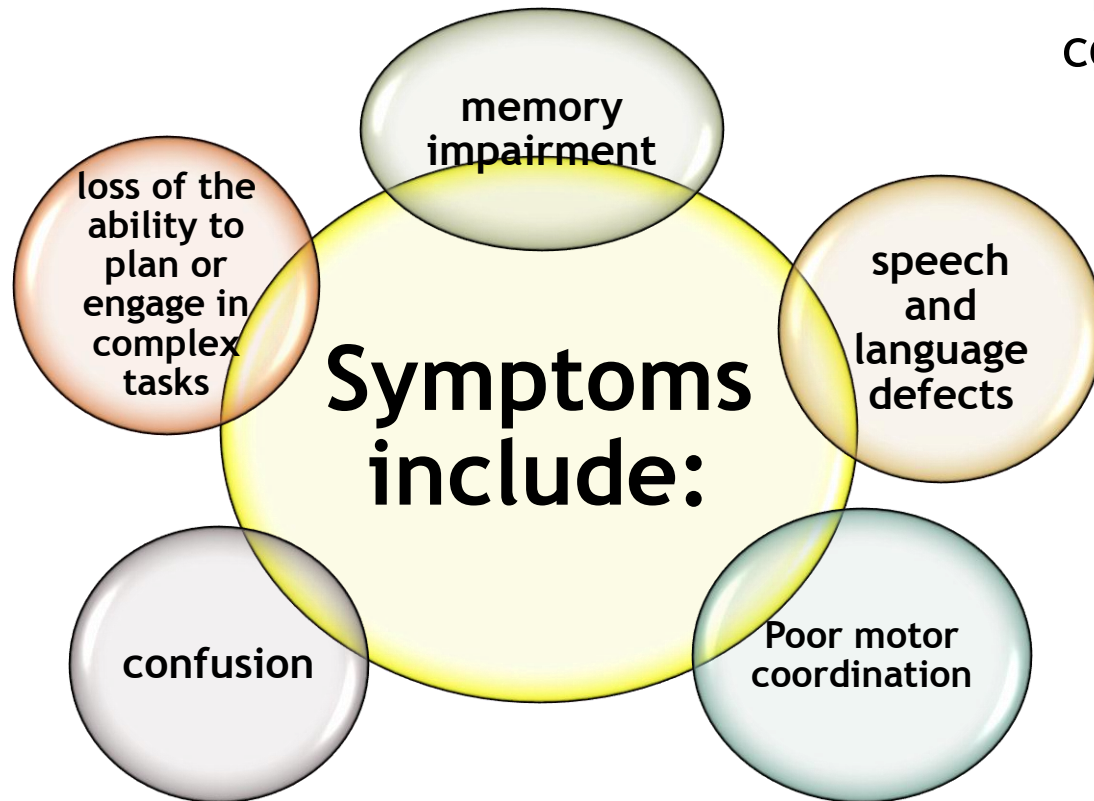 memory
impairment
loss of the
ability to
plan or
engage in
complex
tasks
speech
and
language
defects
Symptoms
include:
confusion
Poor motor
coordination